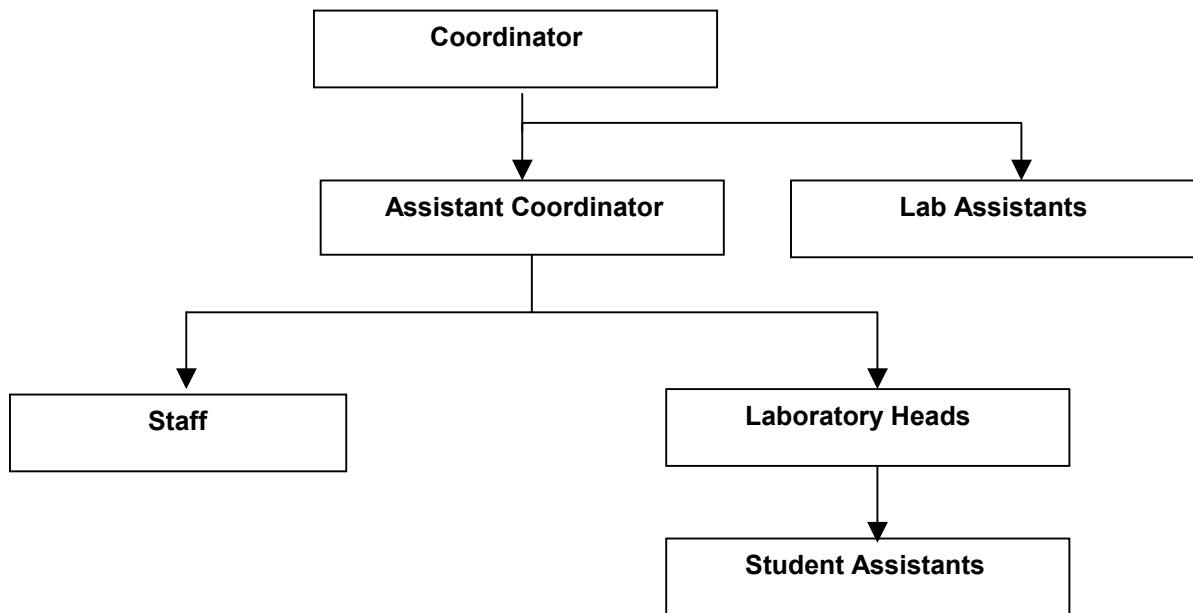 Coordinator
Assistant Coordinator
Lab Assistants
Staff
Laboratory Heads
Student Assistants